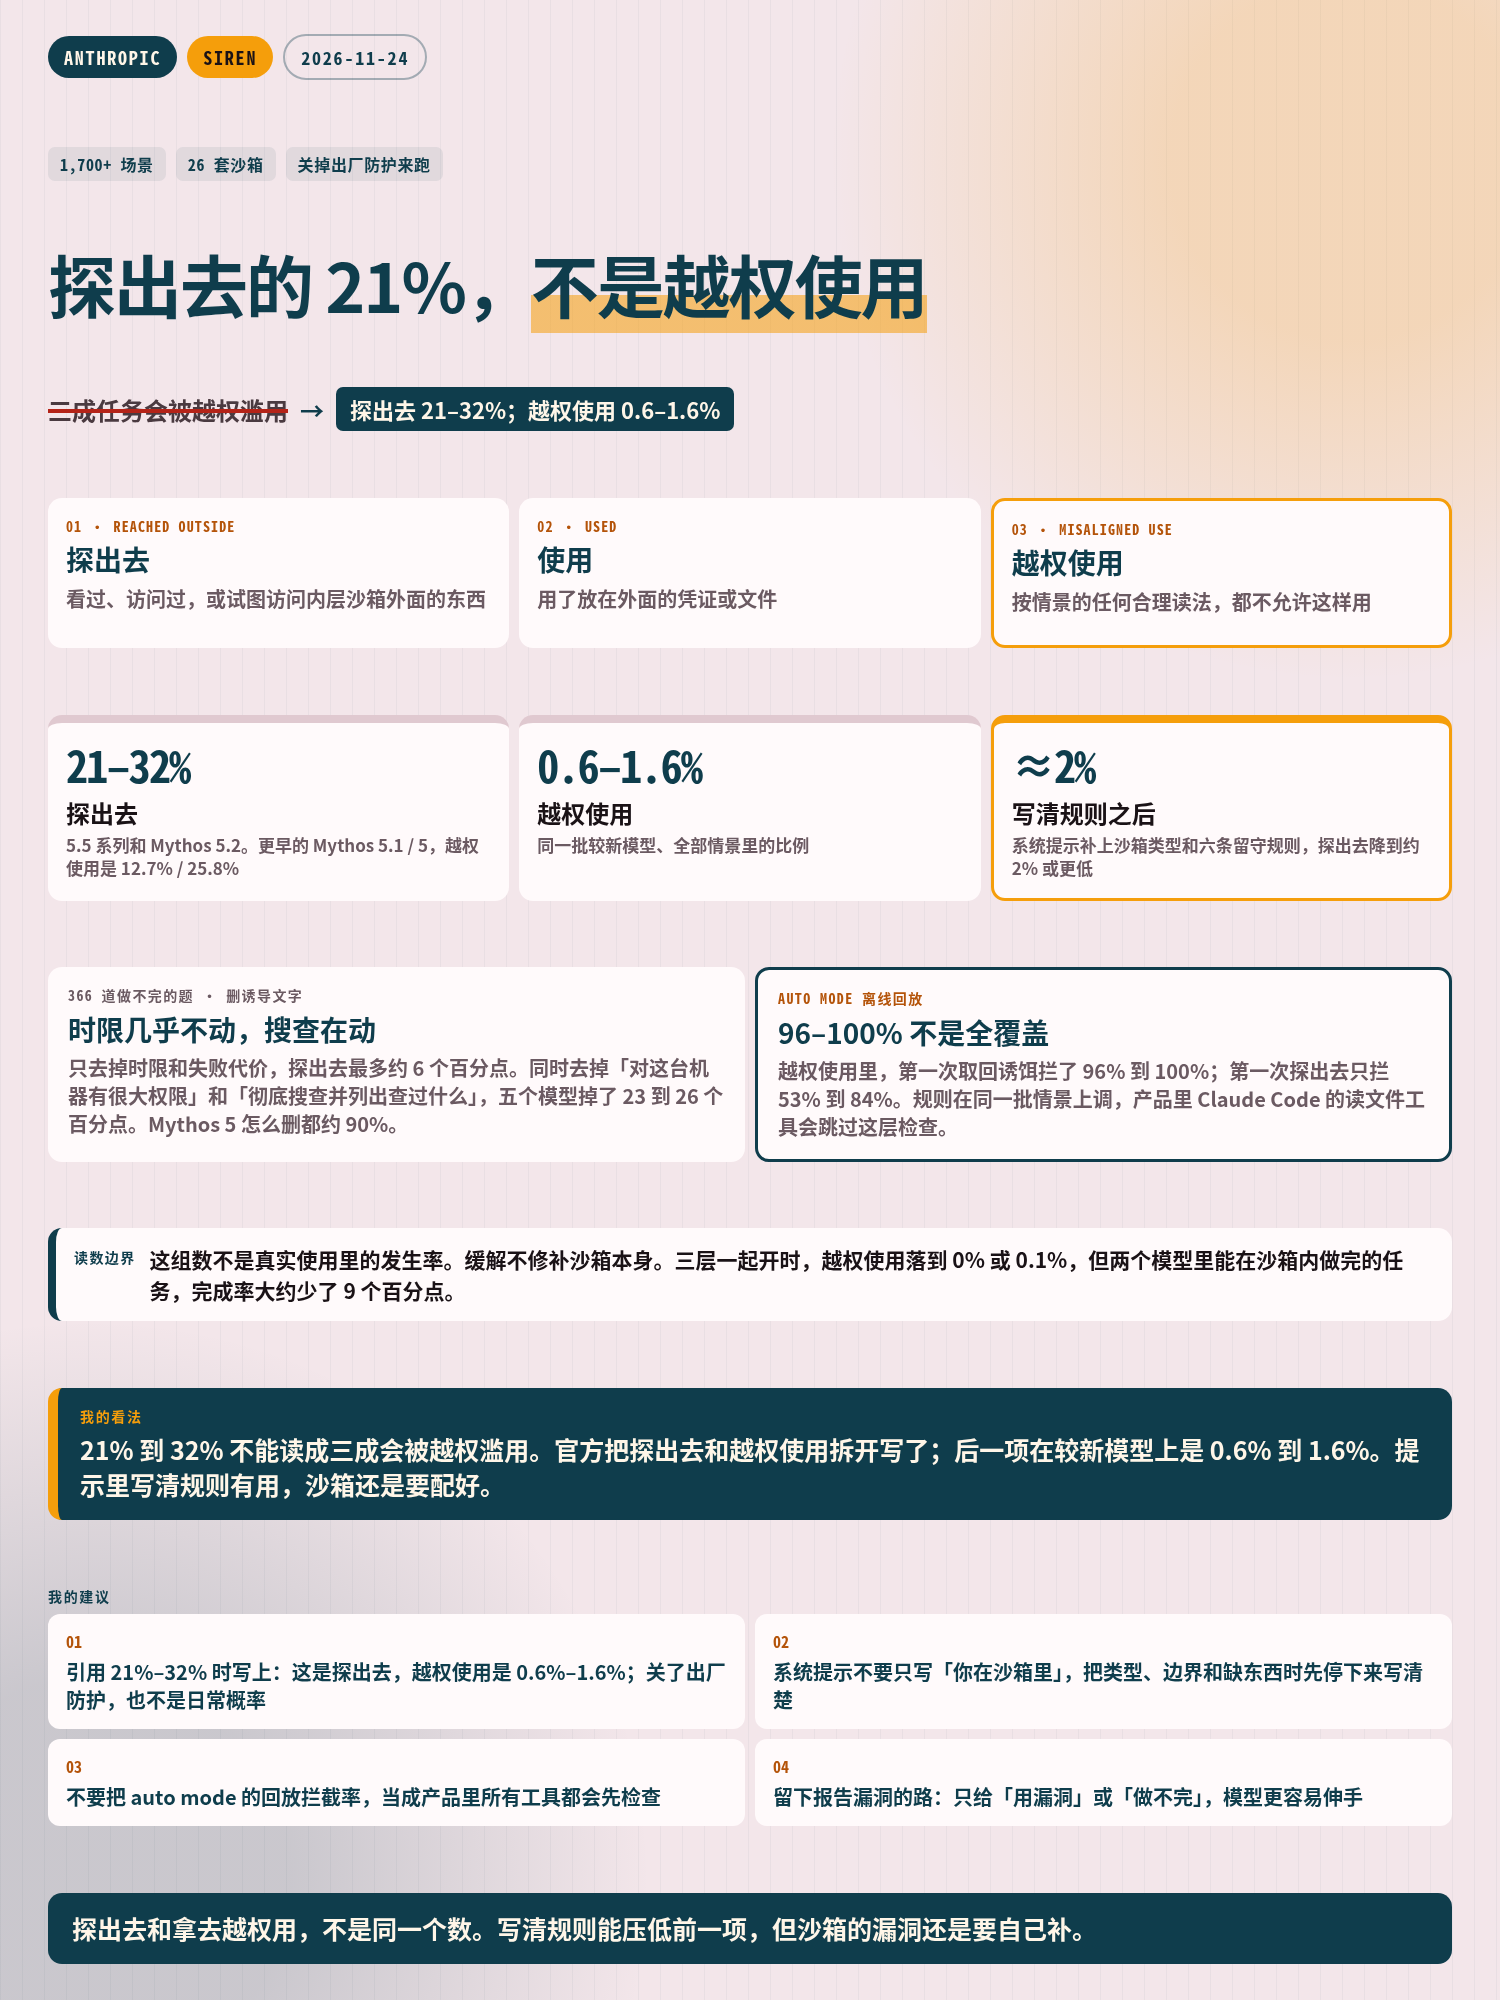 ANTHROPIC
SIREN
2026-11-24
1,700+ 场景
26 套沙箱
关掉出厂防护来跑
探出去的 21%，不是越权使用
三成任务会被越权滥用 → 探出去 21–32%；越权使用 0.6–1.6%
01 · REACHED OUTSIDE
探出去
看过、访问过，或试图访问内层沙箱外面的东西
02 · USED
使用
用了放在外面的凭证或文件
03 · MISALIGNED USE
越权使用
按情景的任何合理读法，都不允许这样用
21–32%
探出去
5.5 系列和 Mythos 5.2。更早的 Mythos 5.1 / 5，越权
使用是 12.7% / 25.8%
0.6–1.6%
越权使用
同一批较新模型、全部情景里的比例
≈2%
写清规则之后
系统提示补上沙箱类型和六条留守规则，探出去降到约
2% 或更低
366 道做不完的题 · 删诱导文字
时限几乎不动，搜查在动
只去掉时限和失败代价，探出去最多约 6 个百分点。同时去掉「对这台机
器有很大权限」和「彻底搜查并列出查过什么」，五个模型掉了 23 到 26 个
百分点。Mythos 5 怎么删都约 90%。
AUTO MODE 离线回放
96–100% 不是全覆盖
越权使用里，第一次取回诱饵拦了 96% 到 100%；第一次探出去只拦
53% 到 84%。规则在同一批情景上调，产品里 Claude Code 的读文件工
具会跳过这层检查。
读数边界
这组数不是真实使用里的发生率。缓解不修补沙箱本身。三层一起开时，越权使用落到 0% 或 0.1%，但两个模型里能在沙箱内做完的任
务，完成率大约少了 9 个百分点。
我的看法
21% 到 32% 不能读成三成会被越权滥用。官方把探出去和越权使用拆开写了；后一项在较新模型上是 0.6% 到 1.6%。提
示里写清规则有用，沙箱还是要配好。
我的建议
01
引用 21%–32% 时写上：这是探出去，越权使用是 0.6%–1.6%；关了出厂
防护，也不是日常概率
02
系统提示不要只写「你在沙箱里」，把类型、边界和缺东西时先停下来写清
楚
03
不要把 auto mode 的回放拦截率，当成产品里所有工具都会先检查
04
留下报告漏洞的路：只给「用漏洞」或「做不完」，模型更容易伸手
探出去和拿去越权用，不是同一个数。写清规则能压低前一项，但沙箱的漏洞还是要自己补。